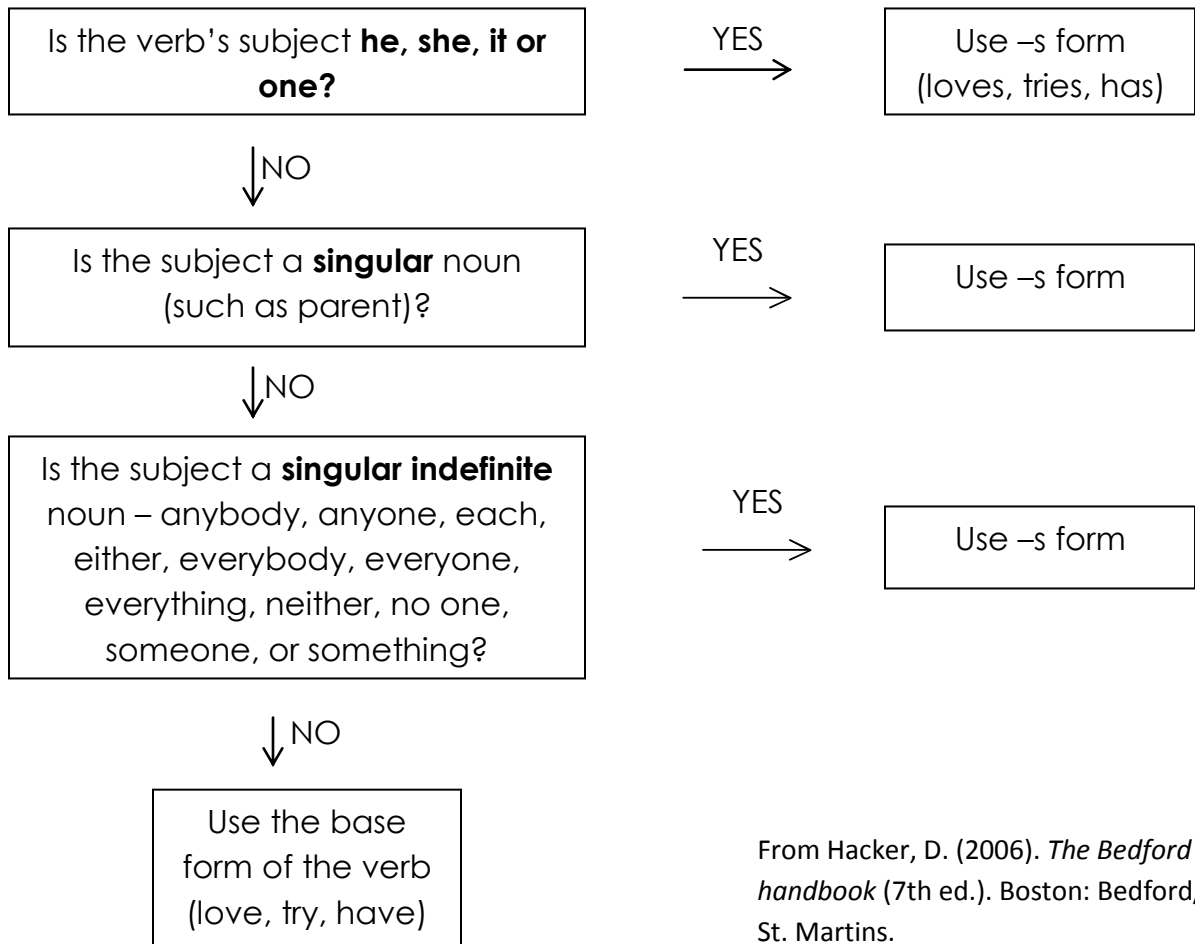 Is the verb’s subject he, she, it or
one?
YES
Use –s form
(loves, tries, has)
NO
Is the subject a singular noun
(such as parent)?
YES
Use –s form
NO
Is the subject a singular indefinite
noun – anybody, anyone, each,
either, everybody, everyone,
everything, neither, no one,
someone, or something?
YES
Use –s form
NO
Use the base
form of the verb
(love, try, have)
From Hacker, D. (2006). The Bedford
handbook (7th ed.). Boston: Bedford,
St. Martins.